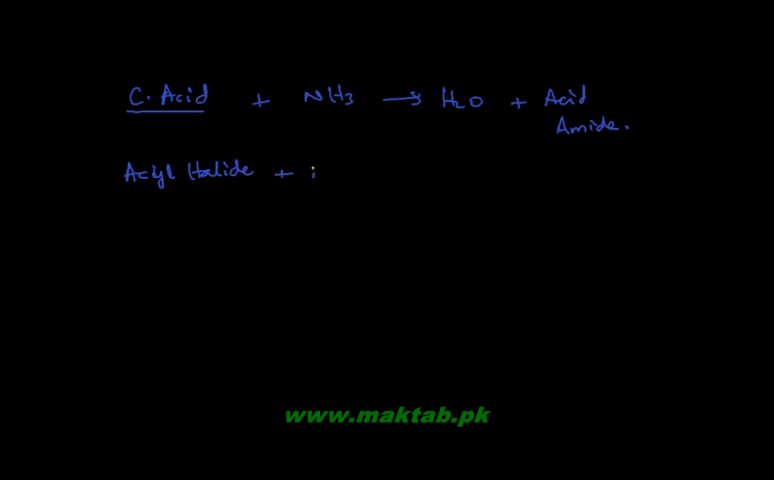 C. Acid + NH3 → H2O + Acid
Amide.
Acyl Halide +
www.maktab.pk